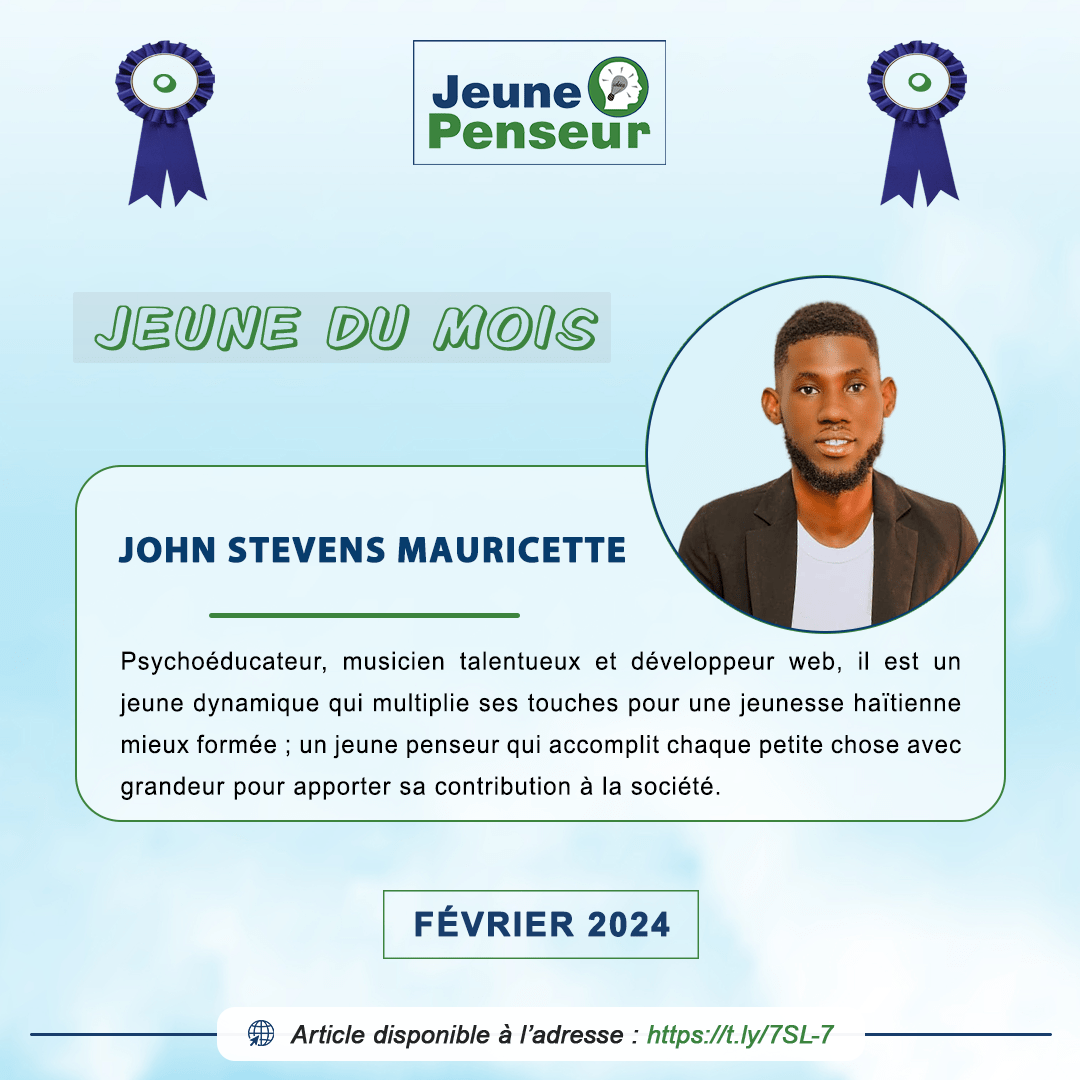 Jeune
Penseur
JEUNE DU MOIS
JOHN STEVENS MAURICETTE
Psychoéducateur, musicien talentueux et développeur web, il est un
jeune dynamique qui multiplie ses touches pour une jeunesse haïtienne
mieux formée ; un jeune penseur qui accomplit chaque petite chose avec
grandeur pour apporter sa contribution à la société.
FÉVRIER 2024
Article disponible à l’adresse : https://t.ly/7SL-7